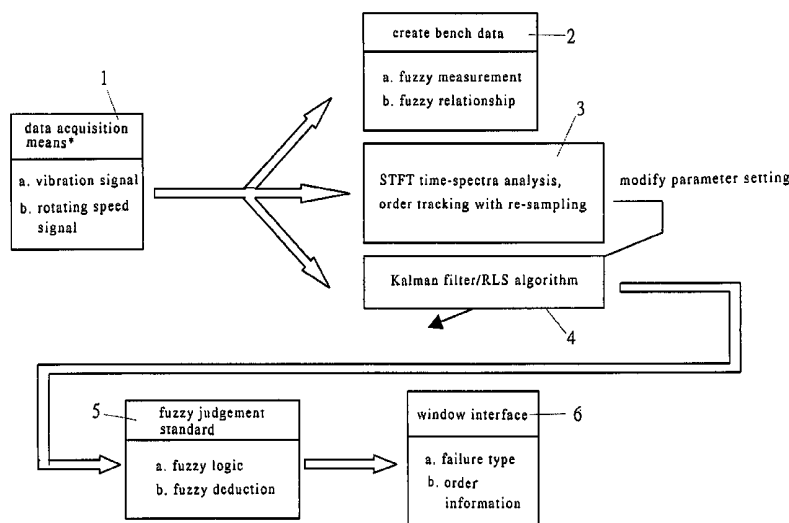 1
data acquisition
means*
a. vibration signal
b. rotating speed
signal
create bench data
2
a. fuzzy measurement
b. fuzzy relationship
3
STFT time-spectra analysis,
order tracking with re-sampling
modify parameter setting
Kalman filter/RLS algorithm
4
5
fuzzy judgement
standard
a. fuzzy logic
b. fuzzy deduction
window interface
6
a. failure type
b. order
information